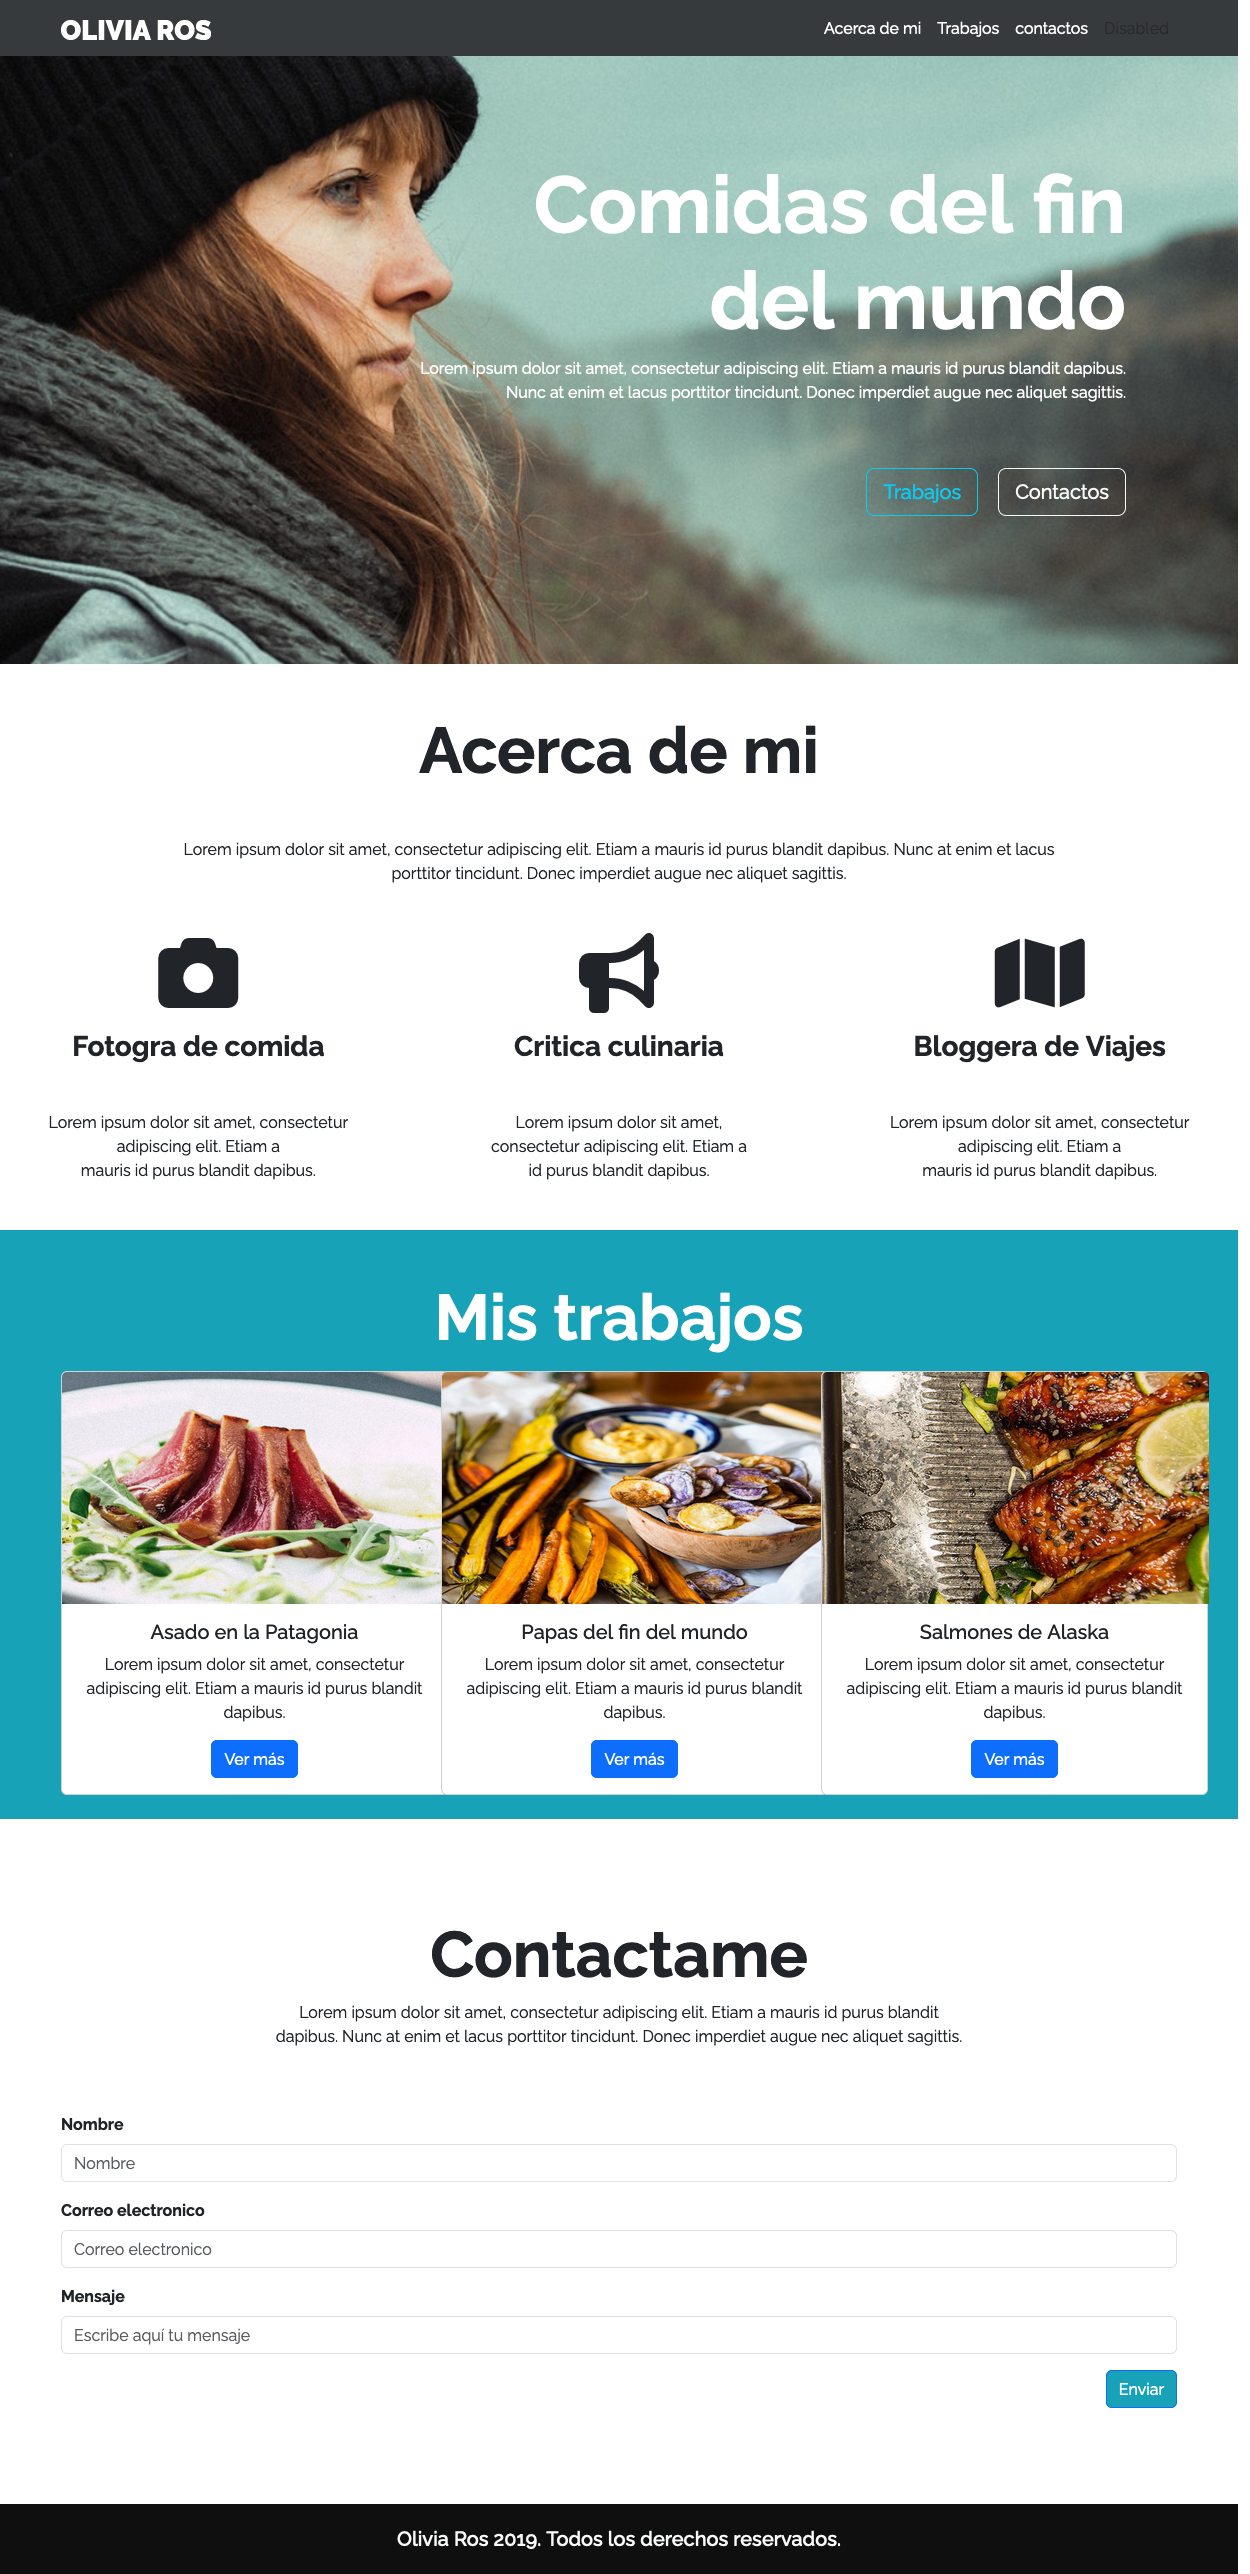 OLIVIA ROS
Acerca de mi Trabajos contactos Disabled
Comidas del fin
del mundo
Lorem ipsum dolor sit amet, consectetur adipiscing elit. Etiam a mauris id purus blandit dapibus.
Nunc at enim et lacus porttitor tincidunt. Donec imperdiet augue nec aliquet sagittis.
Trabajos
Contactos
Acerca de mi
Lorem ipsum dolor sit amet, consectetur adipiscing elit. Etiam a mauris id purus blandit dapibus. Nunc at enim et lacus
porttitor tincidunt. Donec imperdiet augue nec aliquet sagittis.
Fotogra de comida
Lorem ipsum dolor sit amet, consectetur
adipiscing elit. Etiam a
mauris id purus blandit dapibus.
Critica culinaria
Lorem ipsum dolor sit amet,
consectetur adipiscing elit. Etiam a
id purus blandit dapibus.
Bloggera de Viajes
Lorem ipsum dolor sit amet, consectetur
adipiscing elit. Etiam a
mauris id purus blandit dapibus.
Mis trabajos
Asado en la Patagonia
Lorem ipsum dolor sit amet, consectetur
adipiscing elit. Etiam a mauris id purus blandit
dapibus.
Ver más
Papas del fin del mundo
Lorem ipsum dolor sit amet, consectetur
adipiscing elit. Etiam a mauris id purus blandit
dapibus.
Ver más
Salmones de Alaska
Lorem ipsum dolor sit amet, consectetur
adipiscing elit. Etiam a mauris id purus blandit
dapibus.
Ver más
Contactame
Lorem ipsum dolor sit amet, consectetur adipiscing elit. Etiam a mauris id purus blandit
dapibus. Nunc at enim et lacus porttitor tincidunt. Donec imperdiet augue nec aliquet sagittis.
Nombre
Nombre
Correo electronico
Correo electronico
Mensaje
Escribe aquí tu mensaje
Enviar
Olivia Ros 2019. Todos los derechos reservados.